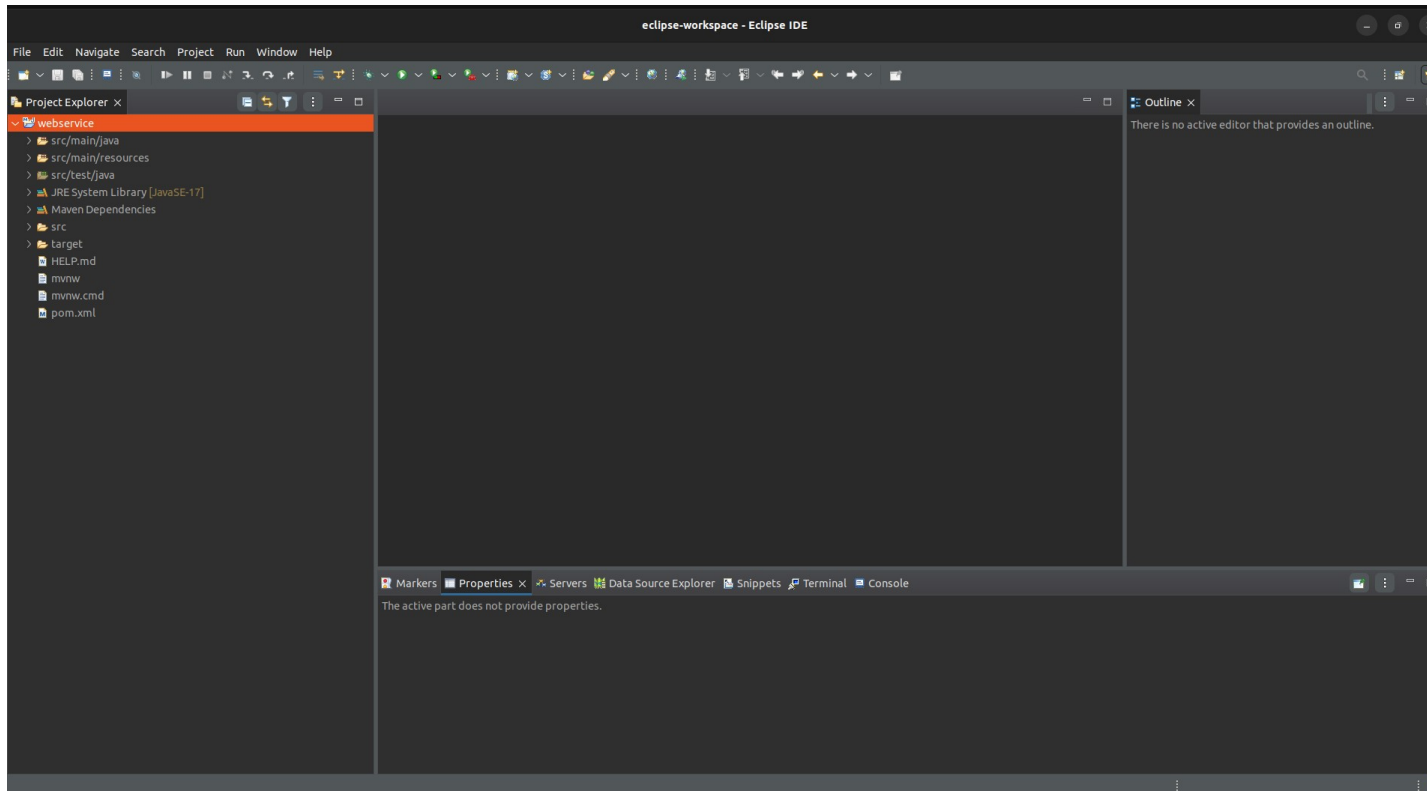 eclipse-workspace - Eclipse IDE
File Edit Navigate Search Project Run Window Help
Project Explorer
webservice
src/main/java
src/main/resources
src/test/java
JRE System Library [JavaSE-17]
Maven Dependencies
src
target
HELP.md
mvnw
mvnw.cmd
pom.xml
Outline
There is no active editor that provides an outline.
Markers Properties Servers Data Source Explorer Snippets Terminal Console
The active part does not provide properties.